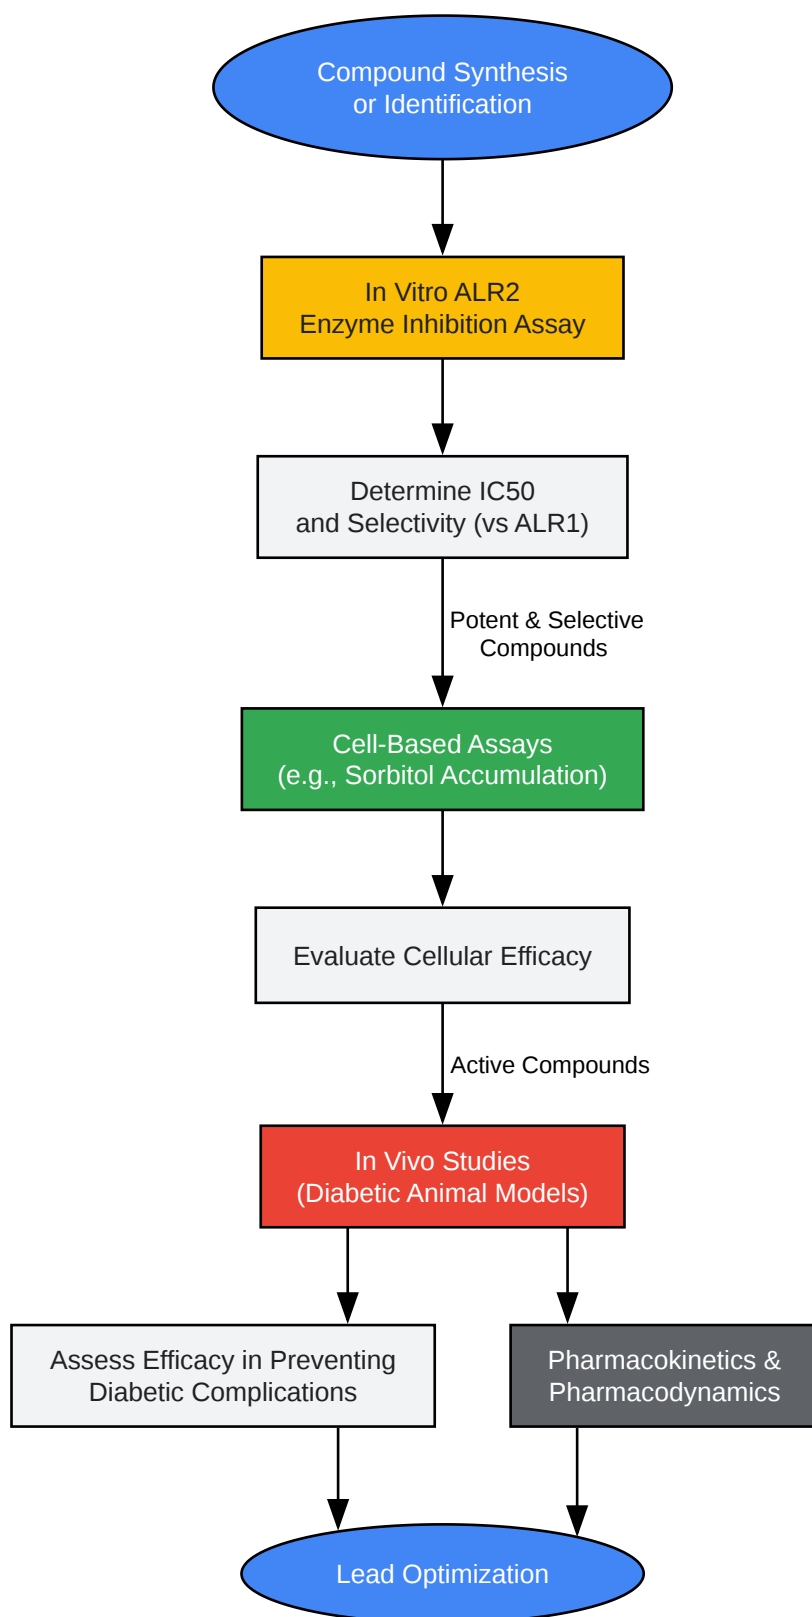 Compound Synthesis
or Identification
In Vitro ALR2
Enzyme Inhibition Assay
Determine IC50
and Selectivity (vs ALR1)
Potent & Selective
Compounds
Cell-Based Assays
(e.g., Sorbitol Accumulation)
Evaluate Cellular Efficacy
Active Compounds
In Vivo Studies
(Diabetic Animal Models)
Assess Efficacy in Preventing
Diabetic Complications
Pharmacokinetics &
Pharmacodynamics
Lead Optimization